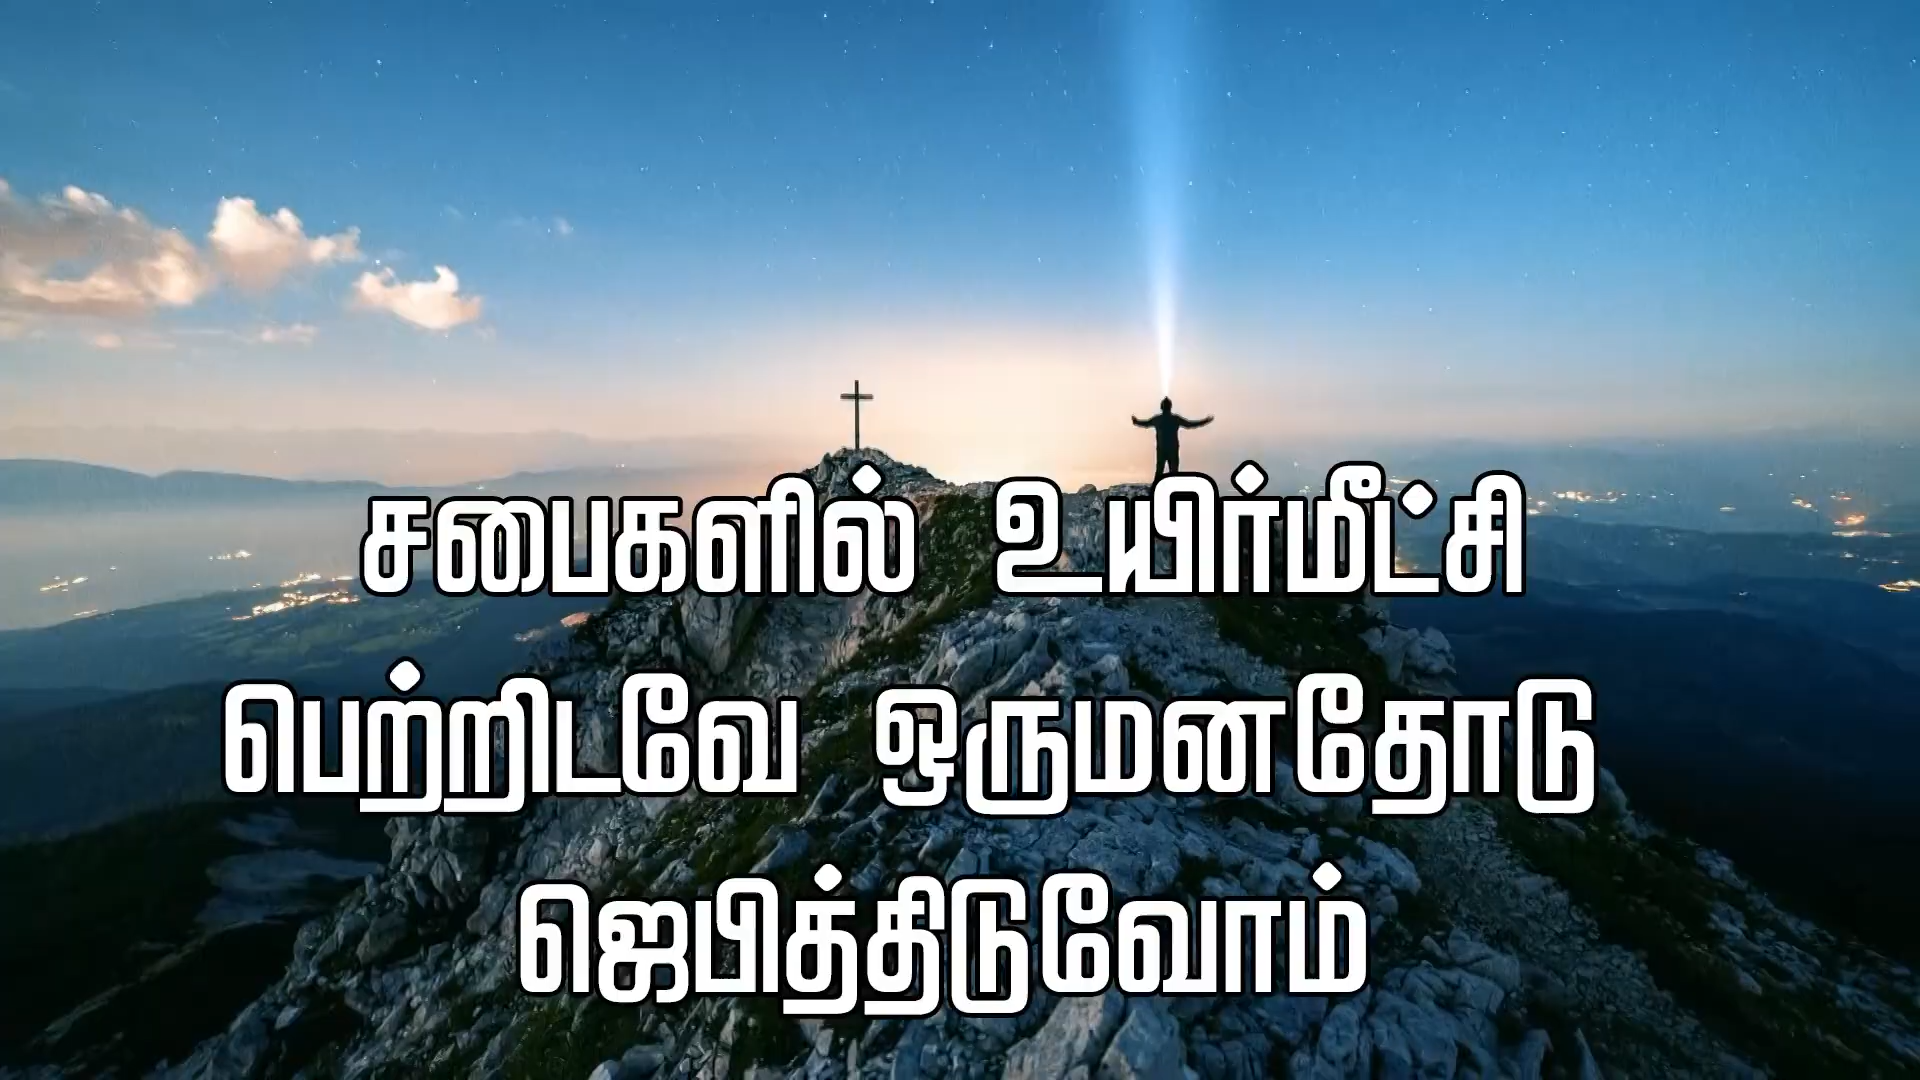 சபைகளில் உயிர்மீட்சி
பெற்றிடவே ஒருமனதோடு
ஜெபித்திடுவோம்